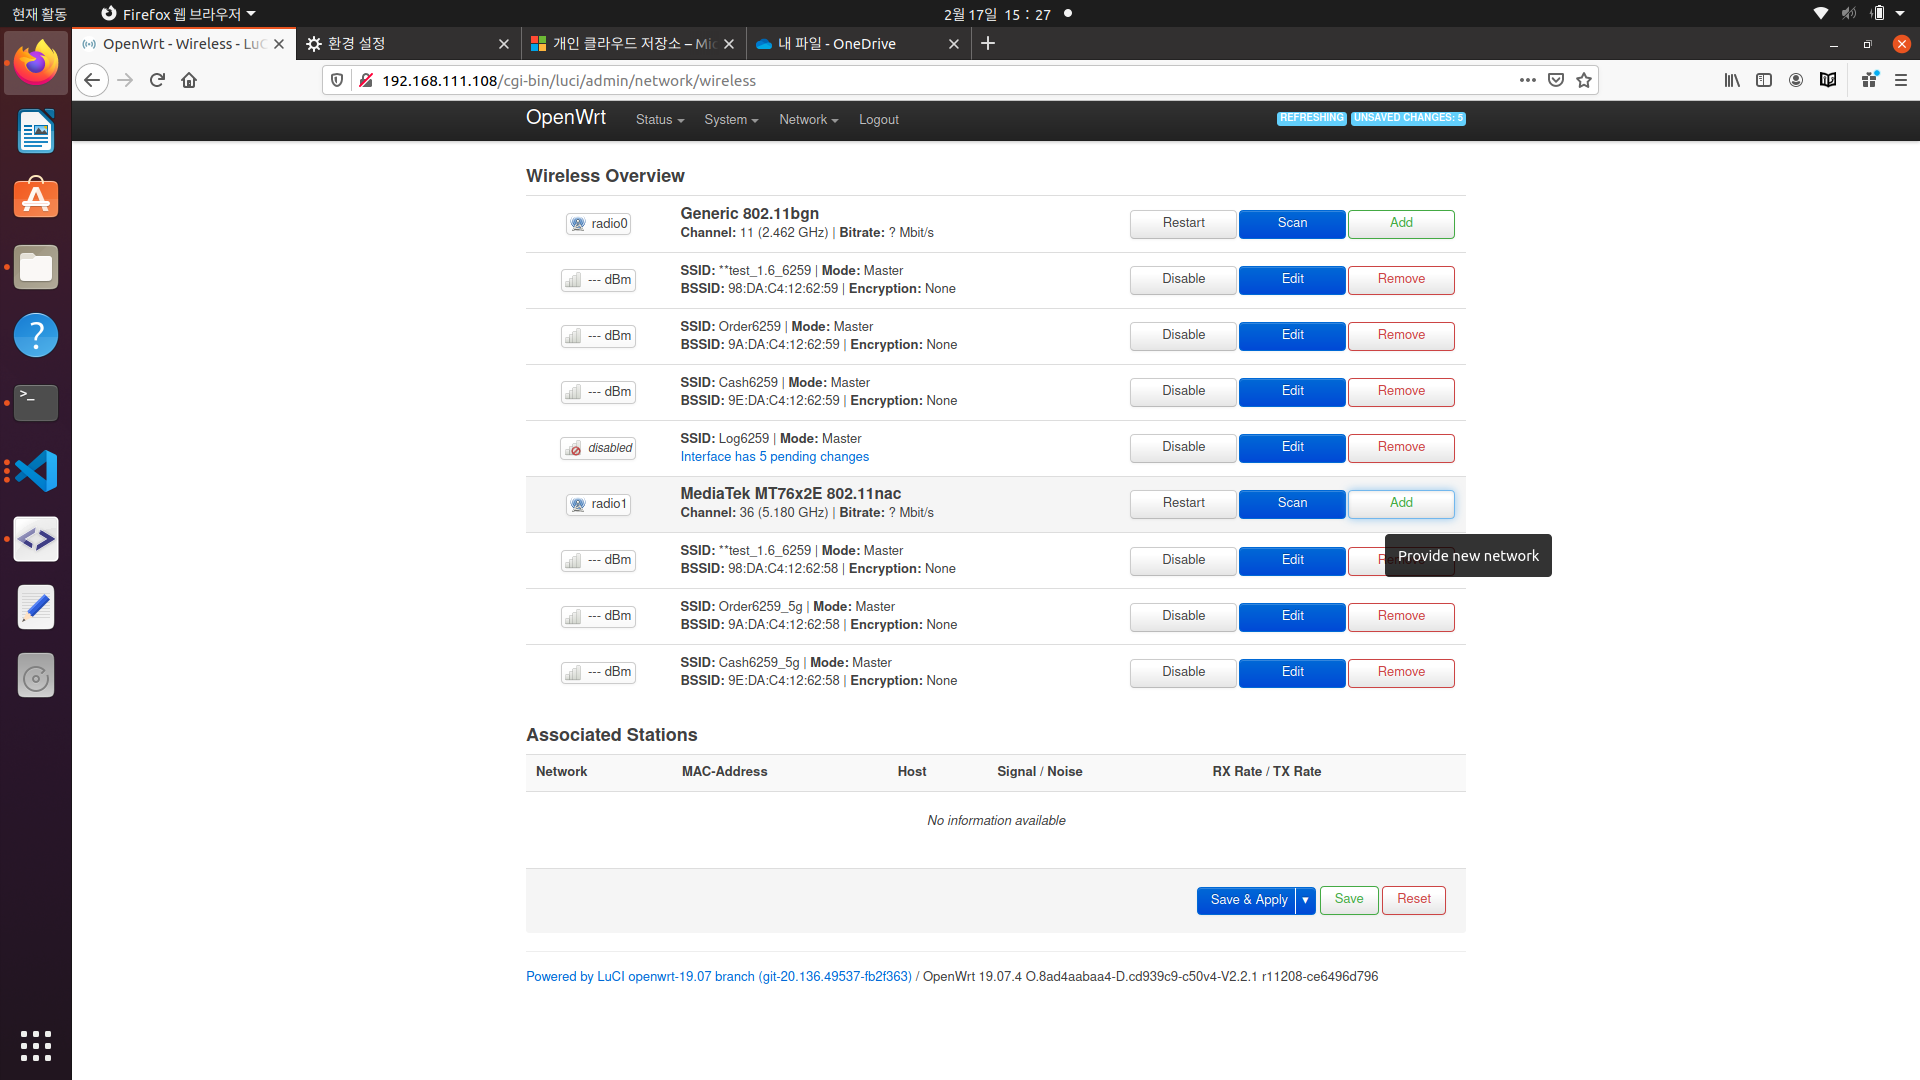 현재 활동
Firefox 웹 브라우저
2월 17일 15 : 27
OpenWrt - Wireless - LuC
환경 설정
개인 클라우드 저장소 – Mic
내 파일 - OneDrive
192.168.111.108/cgi-bin/luci/admin/network/wireless
OpenWrt Status System Network Logout REFRESHING UNSAVED CHANGES: 5
Wireless Overview
radio0
Generic 802.11bgn
Channel: 11 (2.462 GHz) | Bitrate: ? Mbit/s
Restart Scan Add
--- dBm
SSID: **test_1.6_6259 | Mode: Master
BSSID: 98:DA:C4:12:62:59 | Encryption: None
Disable Edit Remove
--- dBm
SSID: Order6259 | Mode: Master
BSSID: 9A:DA:C4:12:62:59 | Encryption: None
Disable Edit Remove
--- dBm
SSID: Cash6259 | Mode: Master
BSSID: 9E:DA:C4:12:62:59 | Encryption: None
Disable Edit Remove
disabled
SSID: Log6259 | Mode: Master
Interface has 5 pending changes
Disable Edit Remove
radio1
MediaTek MT76x2E 802.11nac
Channel: 36 (5.180 GHz) | Bitrate: ? Mbit/s
Restart Scan Add
--- dBm
SSID: **test_1.6_6259 | Mode: Master
BSSID: 98:DA:C4:12:62:58 | Encryption: None
Disable Edit Remove
Provide new network
--- dBm
SSID: Order6259_5g | Mode: Master
BSSID: 9A:DA:C4:12:62:58 | Encryption: None
Disable Edit Remove
--- dBm
SSID: Cash6259_5g | Mode: Master
BSSID: 9E:DA:C4:12:62:58 | Encryption: None
Disable Edit Remove
Associated Stations
Network MAC-Address Host Signal / Noise RX Rate / TX Rate
No information available
Save & Apply Save Reset
Powered by LuCI openwrt-19.07 branch (git-20.136.49537-fb2f363) / OpenWrt 19.07.4 O.8ad4aabaa4-D.cd939c9-c50v4-V2.2.1 r11208-ce6496d796